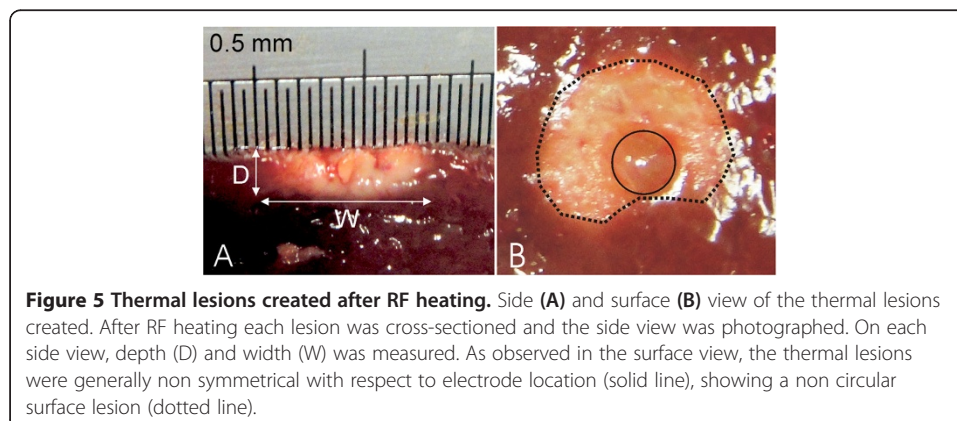 0.5 mm
D
W
A
B
Figure 5 Thermal lesions created after RF heating. Side (A) and surface (B) view of the thermal lesions
created. After RF heating each lesion was cross-sectioned and the side view was photographed. On each
side view, depth (D) and width (W) was measured. As observed in the surface view, the thermal lesions
were generally non symmetrical with respect to electrode location (solid line), showing a non circular
surface lesion (dotted line).